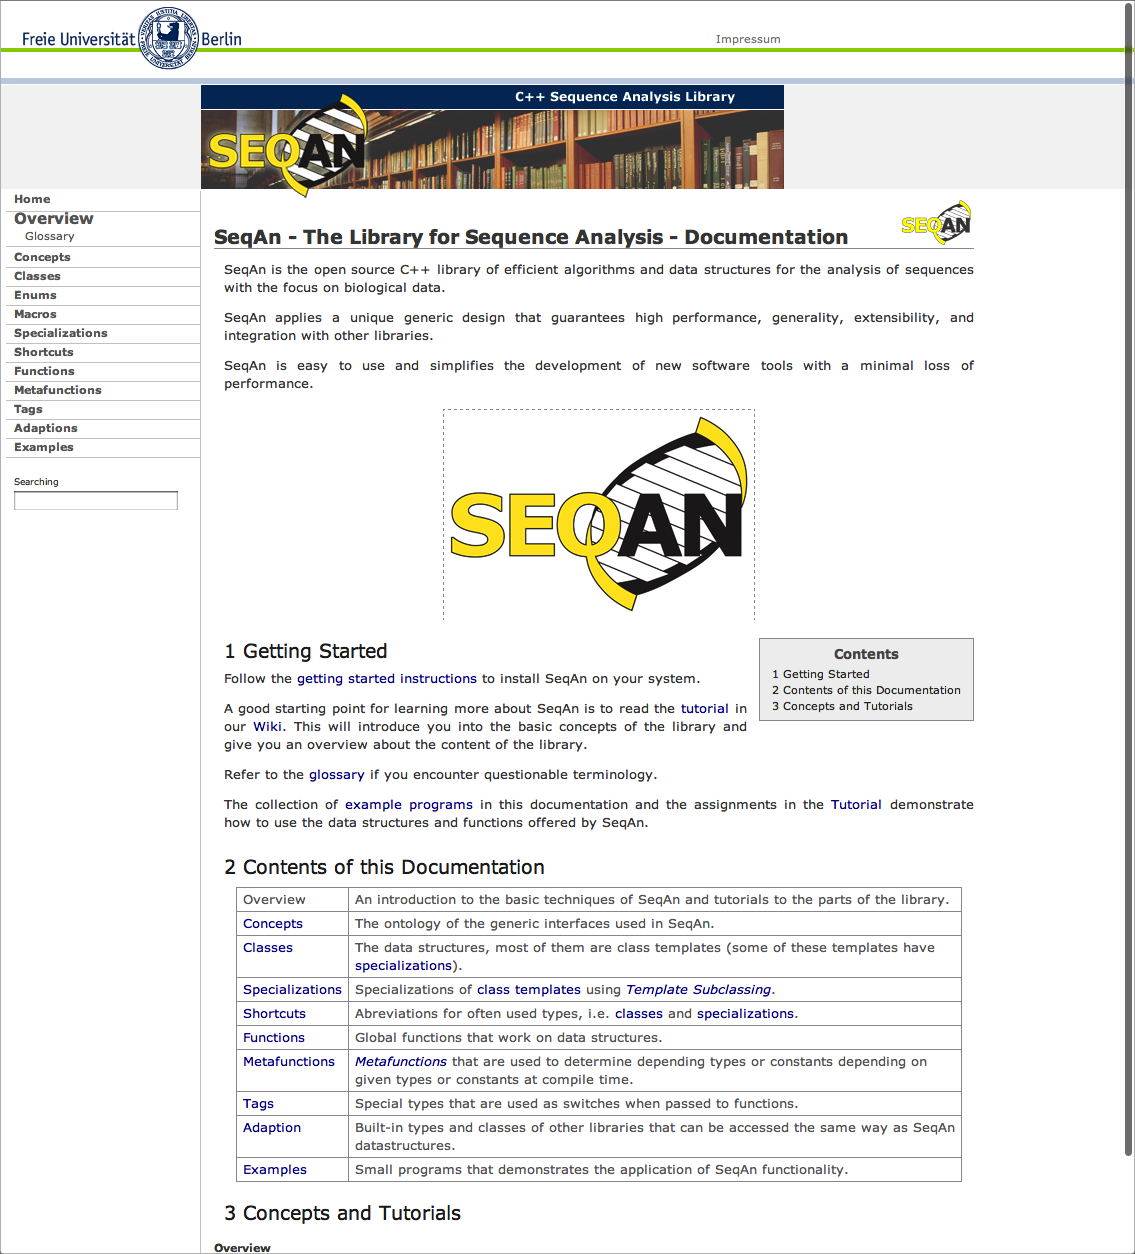 Freie Universität Berlin
Impressum
C++ Sequence Analysis Library
SEQAN
Home
Overview
Glossary
Concepts
Classes
Enums
Macros
Specializations
Shortcuts
Functions
Metafunctions
Tags
Adaptions
Examples
Searching
SEQAN
SeqAn - The Library for Sequence Analysis - Documentation
SeqAn is the open source C++ library of efficient algorithms and data structures for the analysis of sequences
with the focus on biological data.
SeqAn applies a unique generic design that guarantees high performance, generality, extensibility, and
integration with other libraries.
SeqAn is easy to use and simplifies the development of new software tools with a minimal loss of
performance.
SEQAN
1 Getting Started
Follow the getting started instructions to install SeqAn on your system.
A good starting point for learning more about SeqAn is to read the tutorial in
our Wiki. This will introduce you into the basic concepts of the library and
give you an overview about the content of the library.
Refer to the glossary if you encounter questionable terminology.
The collection of example programs in this documentation and the assignments in the Tutorial demonstrate
how to use the data structures and functions offered by SeqAn.
Contents
1 Getting Started
2 Contents of this Documentation
3 Concepts and Tutorials
2 Contents of this Documentation
Overview An introduction to the basic techniques of SeqAn and tutorials to the parts of the library.
Concepts The ontology of the generic interfaces used in SeqAn.
Classes The data structures, most of them are class templates (some of these templates have
specializations).
Specializations Specializations of class templates using Template Subclassing.
Shortcuts Abreviations for often used types, i.e. classes and specializations.
Functions Global functions that work on data structures.
Metafunctions Metafunctions that are used to determine depending types or constants depending on
given types or constants at compile time.
Tags Special types that are used as switches when passed to functions.
Adaption Built-in types and classes of other libraries that can be accessed the same way as SeqAn
datastructures.
Examples Small programs that demonstrates the application of SeqAn functionality.
3 Concepts and Tutorials
Overview